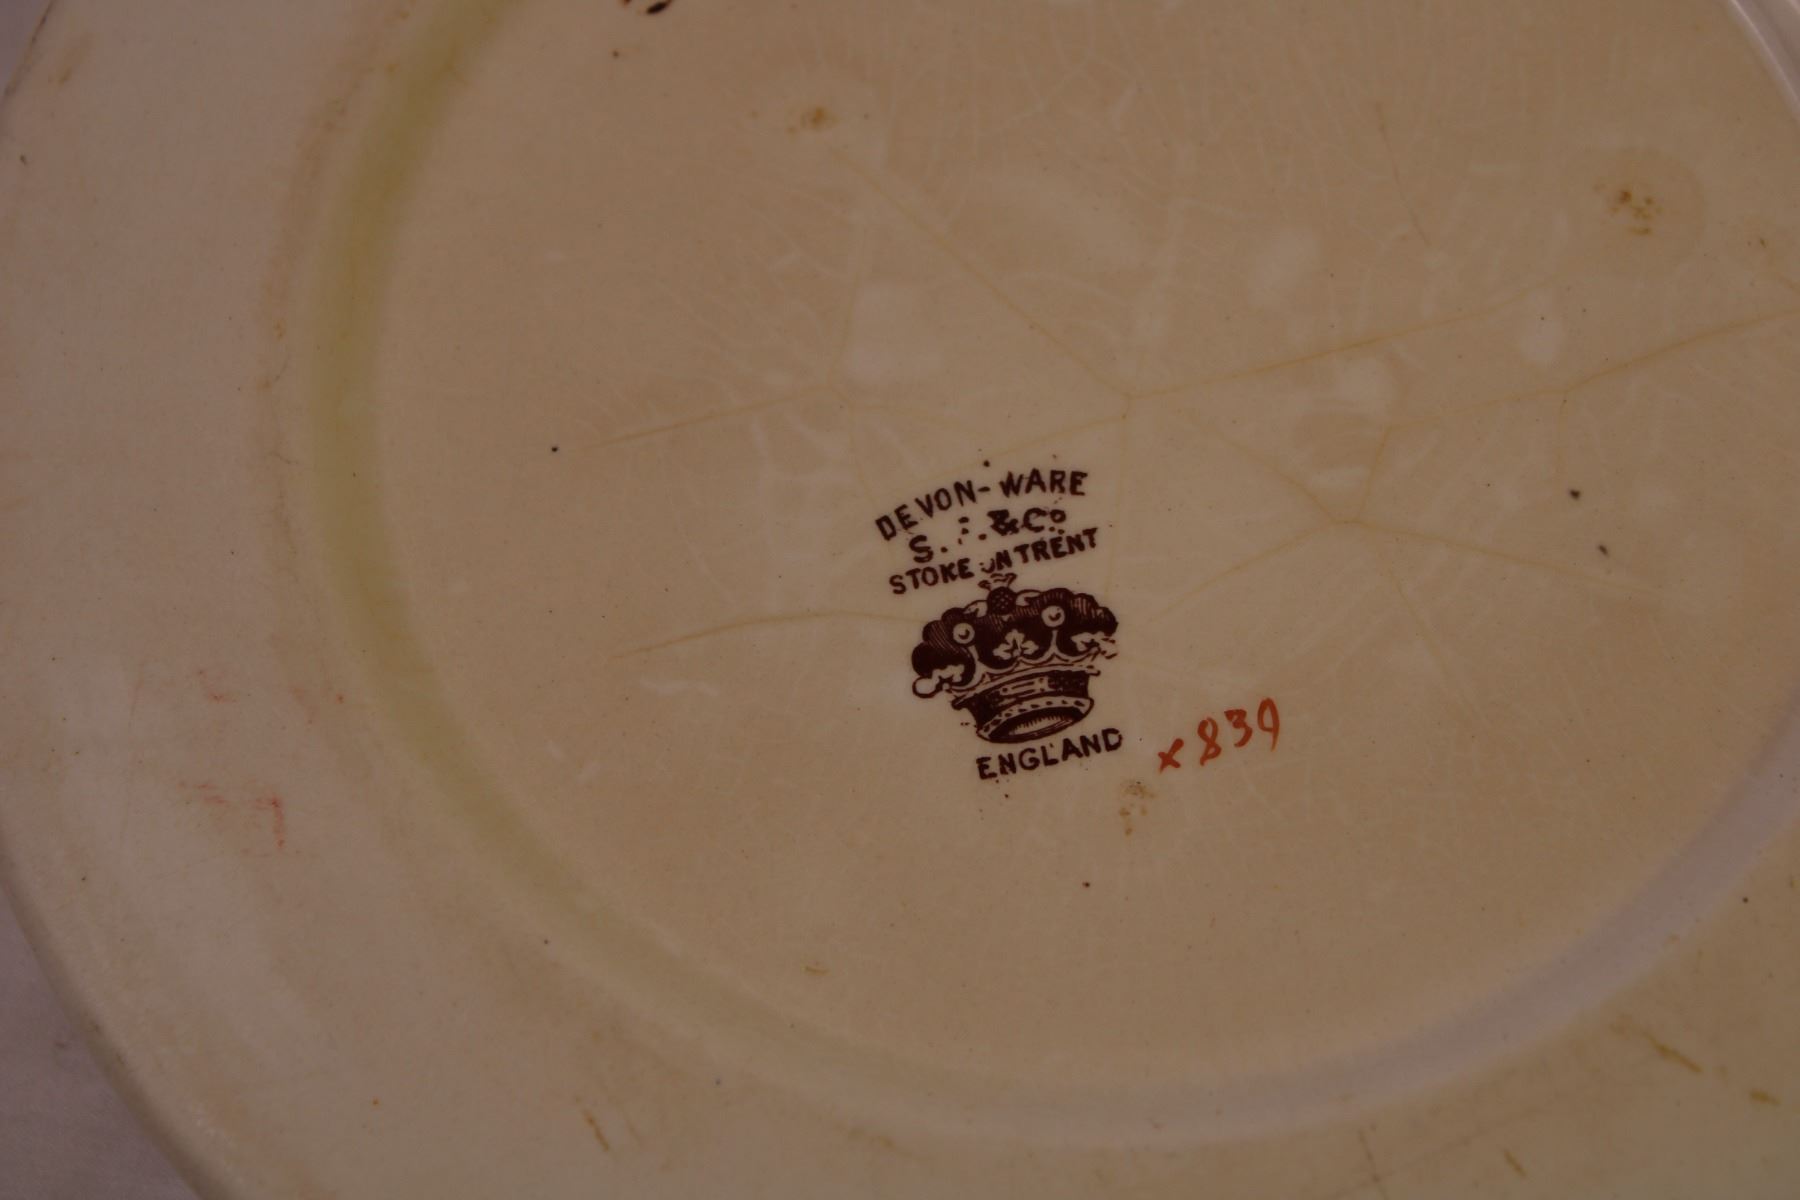 DEVON-WARE
S. F. & Co
STOKE ON TRENT
ENGLAND
x839